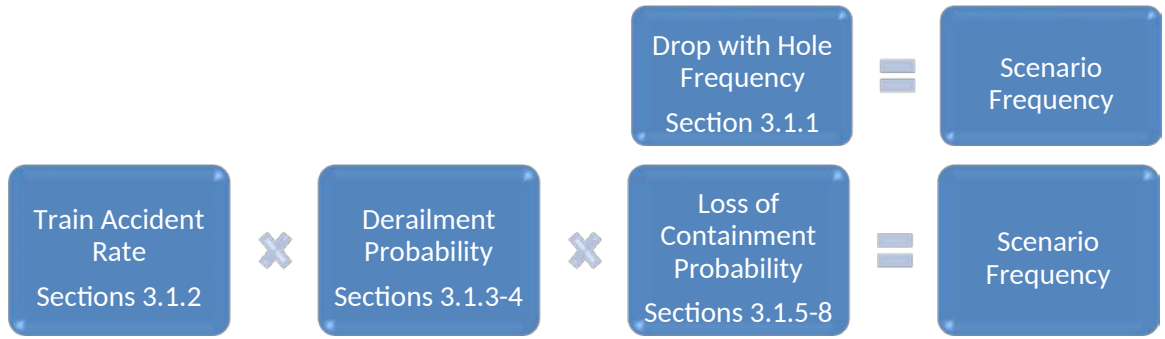 Drop with Hole
Frequency
Section 3.1.1
=
Scenario
Frequency
Train Accident
Rate
Sections 3.1.2
×
Derailment
Probability
Sections 3.1.3-4
×
Loss of
Containment
Probability
Sections 3.1.5-8
=
Scenario
Frequency